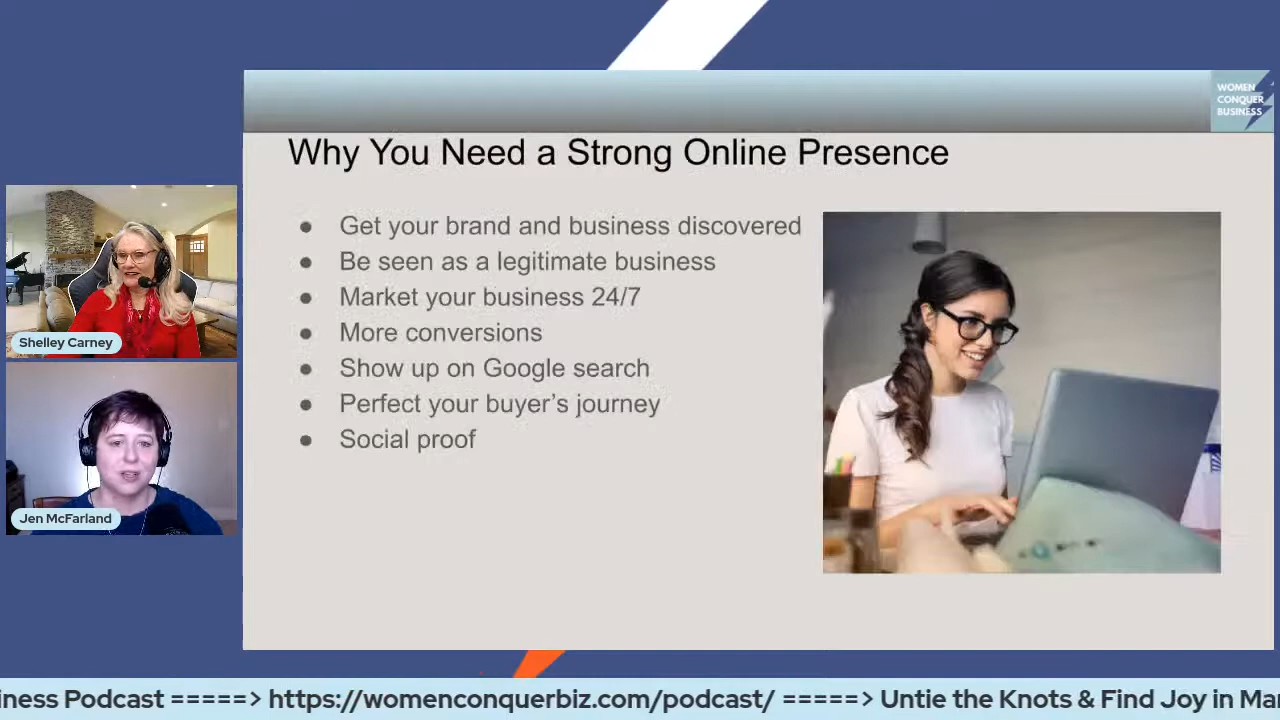 WOMEN
CONQUER
BUSINESS
Why You Need a Strong Online Presence
● Get your brand and business discovered
● Be seen as a legitimate business
● Market your business 24/7
● More conversions
● Show up on Google search
● Perfect your buyer’s journey
● Social proof
Shelley Carney
Jen McFarland
iness Podcast =====> https://womenconquerbiz.com/podcast/ =====> Untie the Knots & Find Joy in Ma